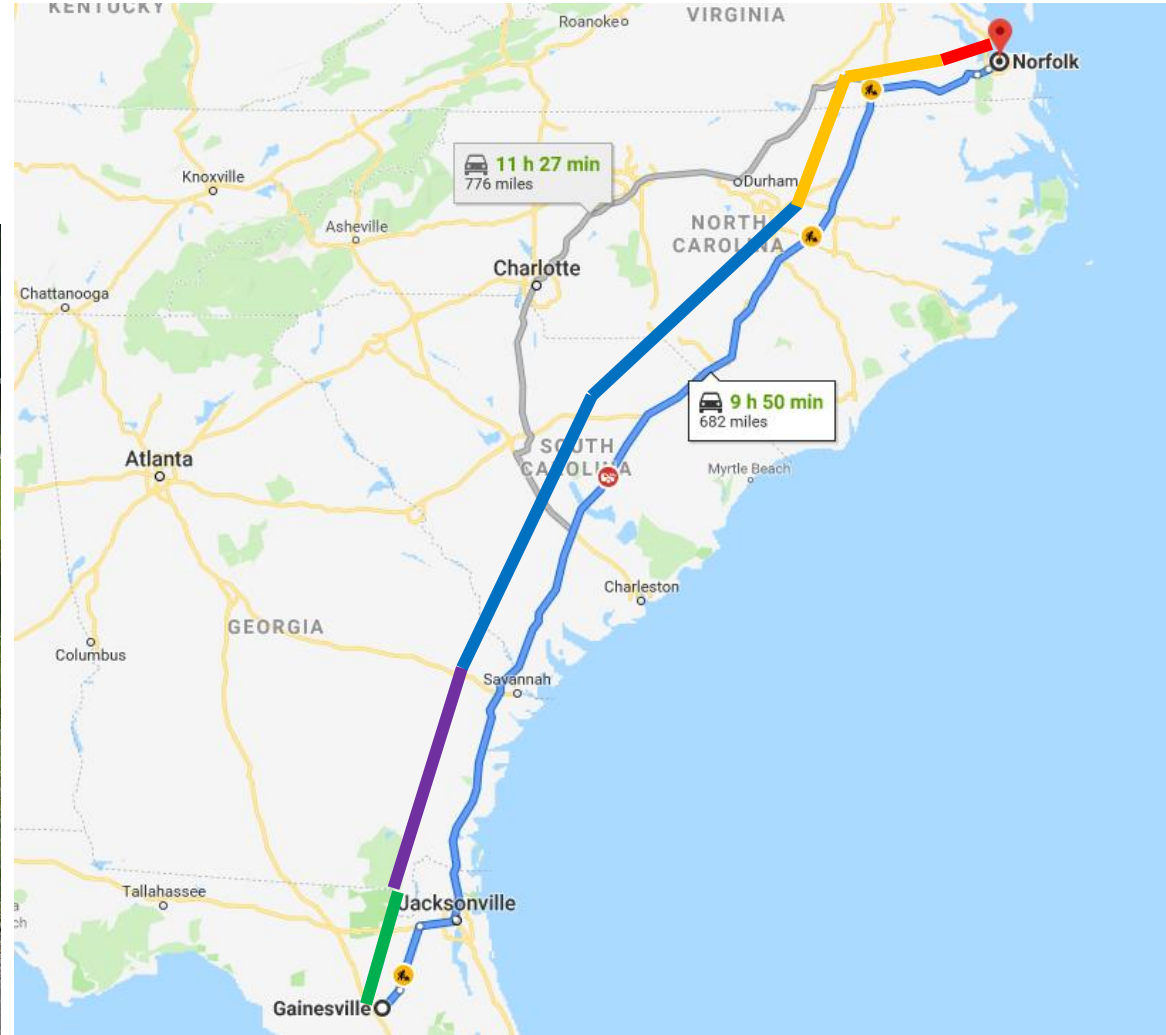 KENTUCKY
Roanoke
VIRGINIA
Norfolk
11 h 27 min
776 miles
Knoxville
Durham
Asheville
NORTH
CAROLINA
Charlotte
Chattanooga
9 h 50 min
682 miles
SOUTH
CAROLINA
Atlanta
Myrtle Beach
Charleston
GEORGIA
Columbus
Savannah
Tallahassee
Jacksonville
Gainesville